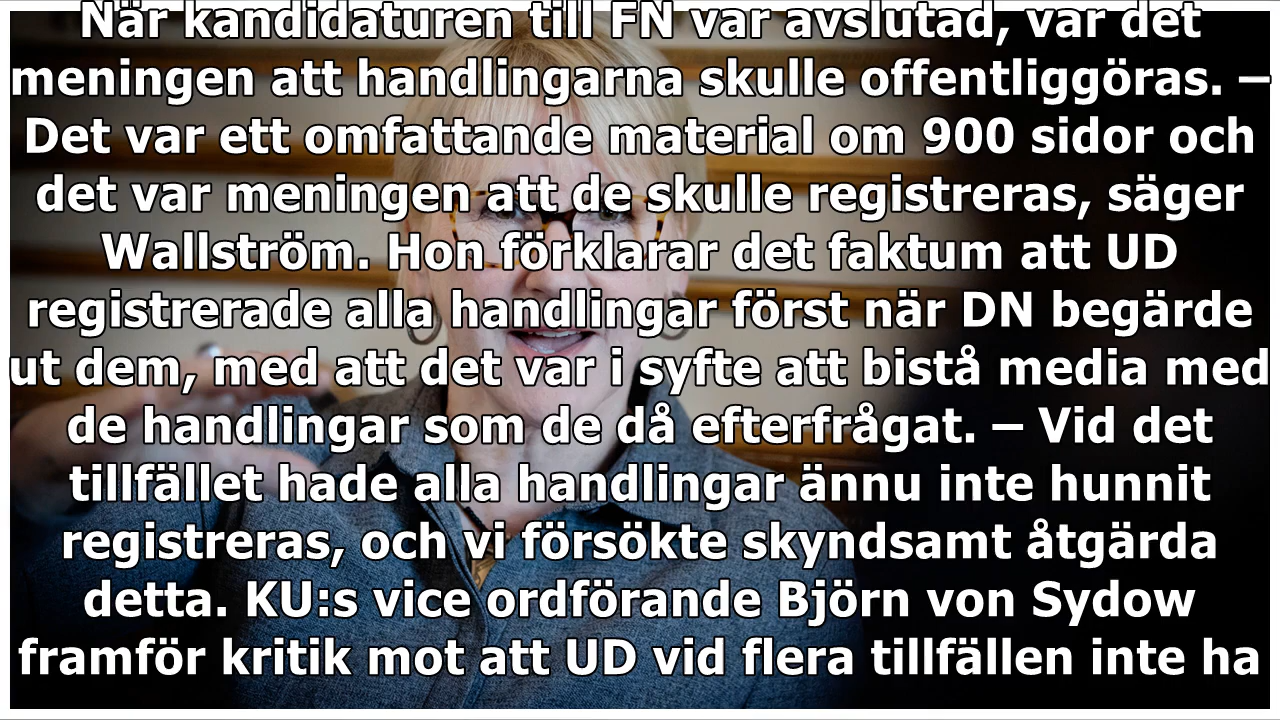 När kandidaturen till FN var avslutad, var det
meningen att handlingarna skulle offentliggöras. –
Det var ett omfattande material om 900 sidor och
det var meningen att de skulle registreras, säger
Wallström. Hon förklarar det faktum att UD
registrerade alla handlingar först när DN begärde
ut dem, med att det var i syfte att bistå media med
de handlingar som de då efterfrågat. – Vid det
tillfället hade alla handlingar ännu inte hunnit
registreras, och vi försökte skyndsamt åtgärda
detta. KU:s vice ordförande Björn von Sydow
framför kritik mot att UD vid flera tillfällen inte ha